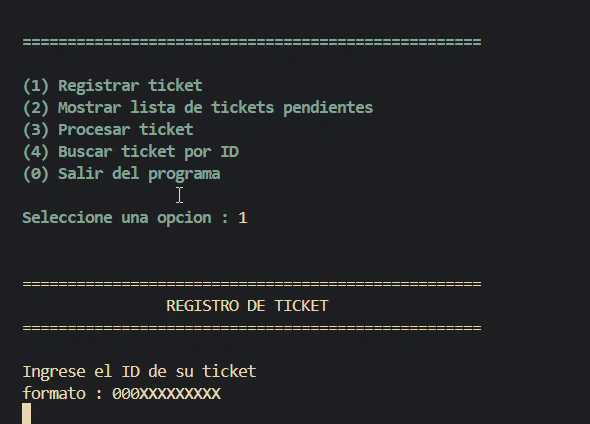 ===================================================
(1) Registrar ticket
(2) Mostrar lista de tickets pendientes
(3) Procesar ticket
(4) Buscar ticket por ID
(0) Salir del programa
Seleccione una opcion : 1
===================================================
REGISTRO DE TICKET
===================================================
Ingrese el ID de su ticket
formato : 000XXXXXXXXX